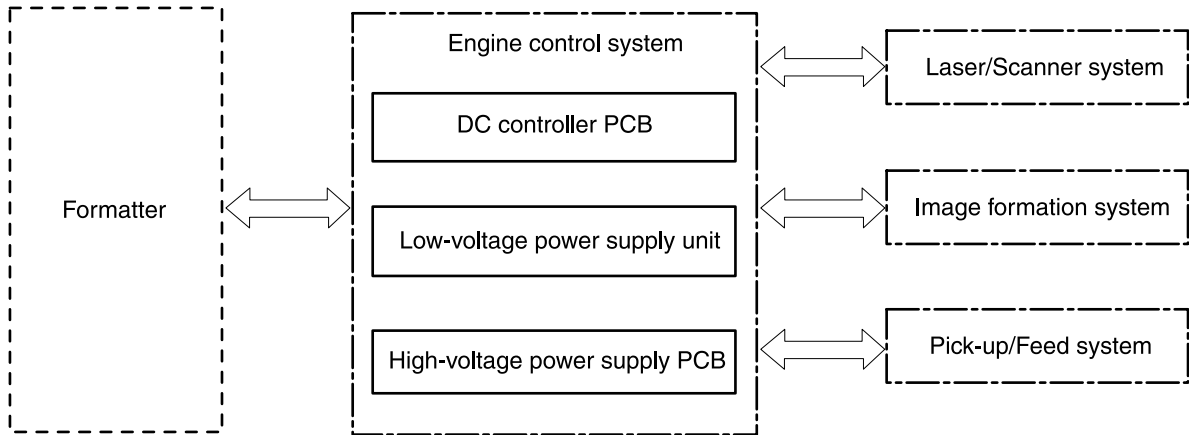 Formatter
Engine control system
DC controller PCB
Low-voltage power supply unit
High-voltage power supply PCB
Laser/Scanner system
Image formation system
Pick-up/Feed system